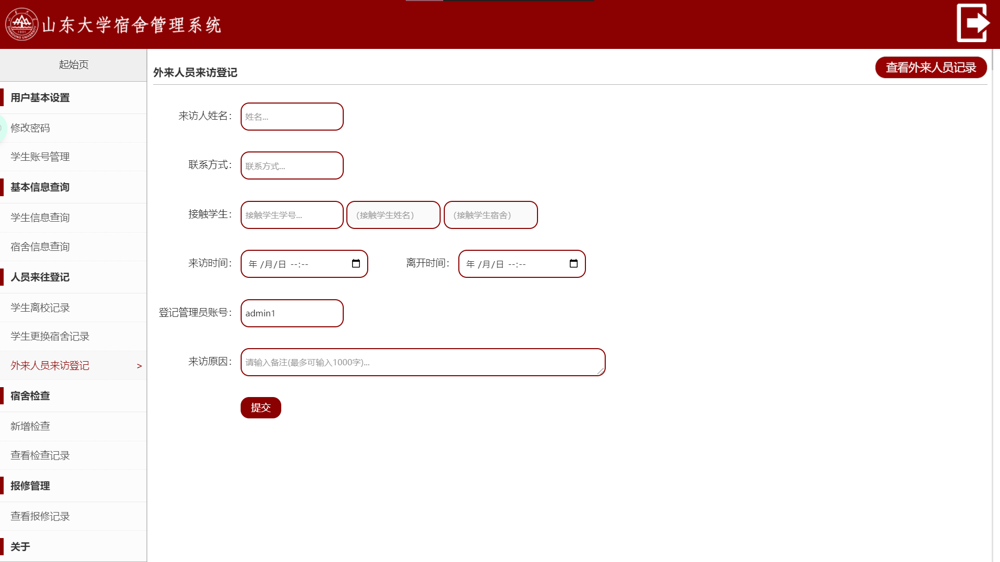 山东大学宿舍管理系统
SHANDONG UNIVERSITY
1901
起始页
用户基本设置
修改密码
学生账号管理
基本信息查询
学生信息查询
宿舍信息查询
人员来往登记
学生离校记录
学生更换宿舍记录
外来人员来访登记 >
宿舍检查
新增检查
查看检查记录
报修管理
查看报修记录
关于
外来人员来访登记
查看外来人员记录
来访人姓名： 姓名...
联系方式： 联系方式...
接触学生： 接触学生学号... （接触学生姓名） （接触学生宿舍）
来访时间： 年 /月/日 --:-- 离开时间： 年 /月/日 --:--
登记管理员账号： admin1
来访原因： 请输入备注(最多可输入1000字)...
提交